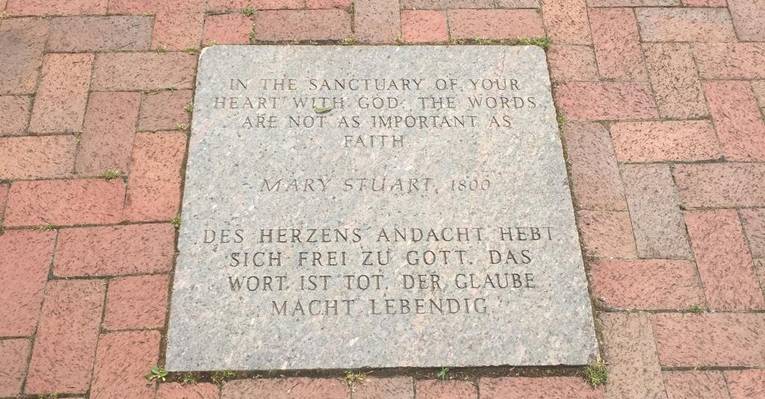 IN THE SANCTUARY OF YOUR
HEART WITH GOD: THE WORDS
ARE NOT AS IMPORTANT AS
FAITH
MARY STUART, 1800
DES HERZENS ANDACHT HEBT
SICH FREI ZU GOTT. DAS
WORT IST TOT, DER GLAUBE
MACHT LEBENDIG.